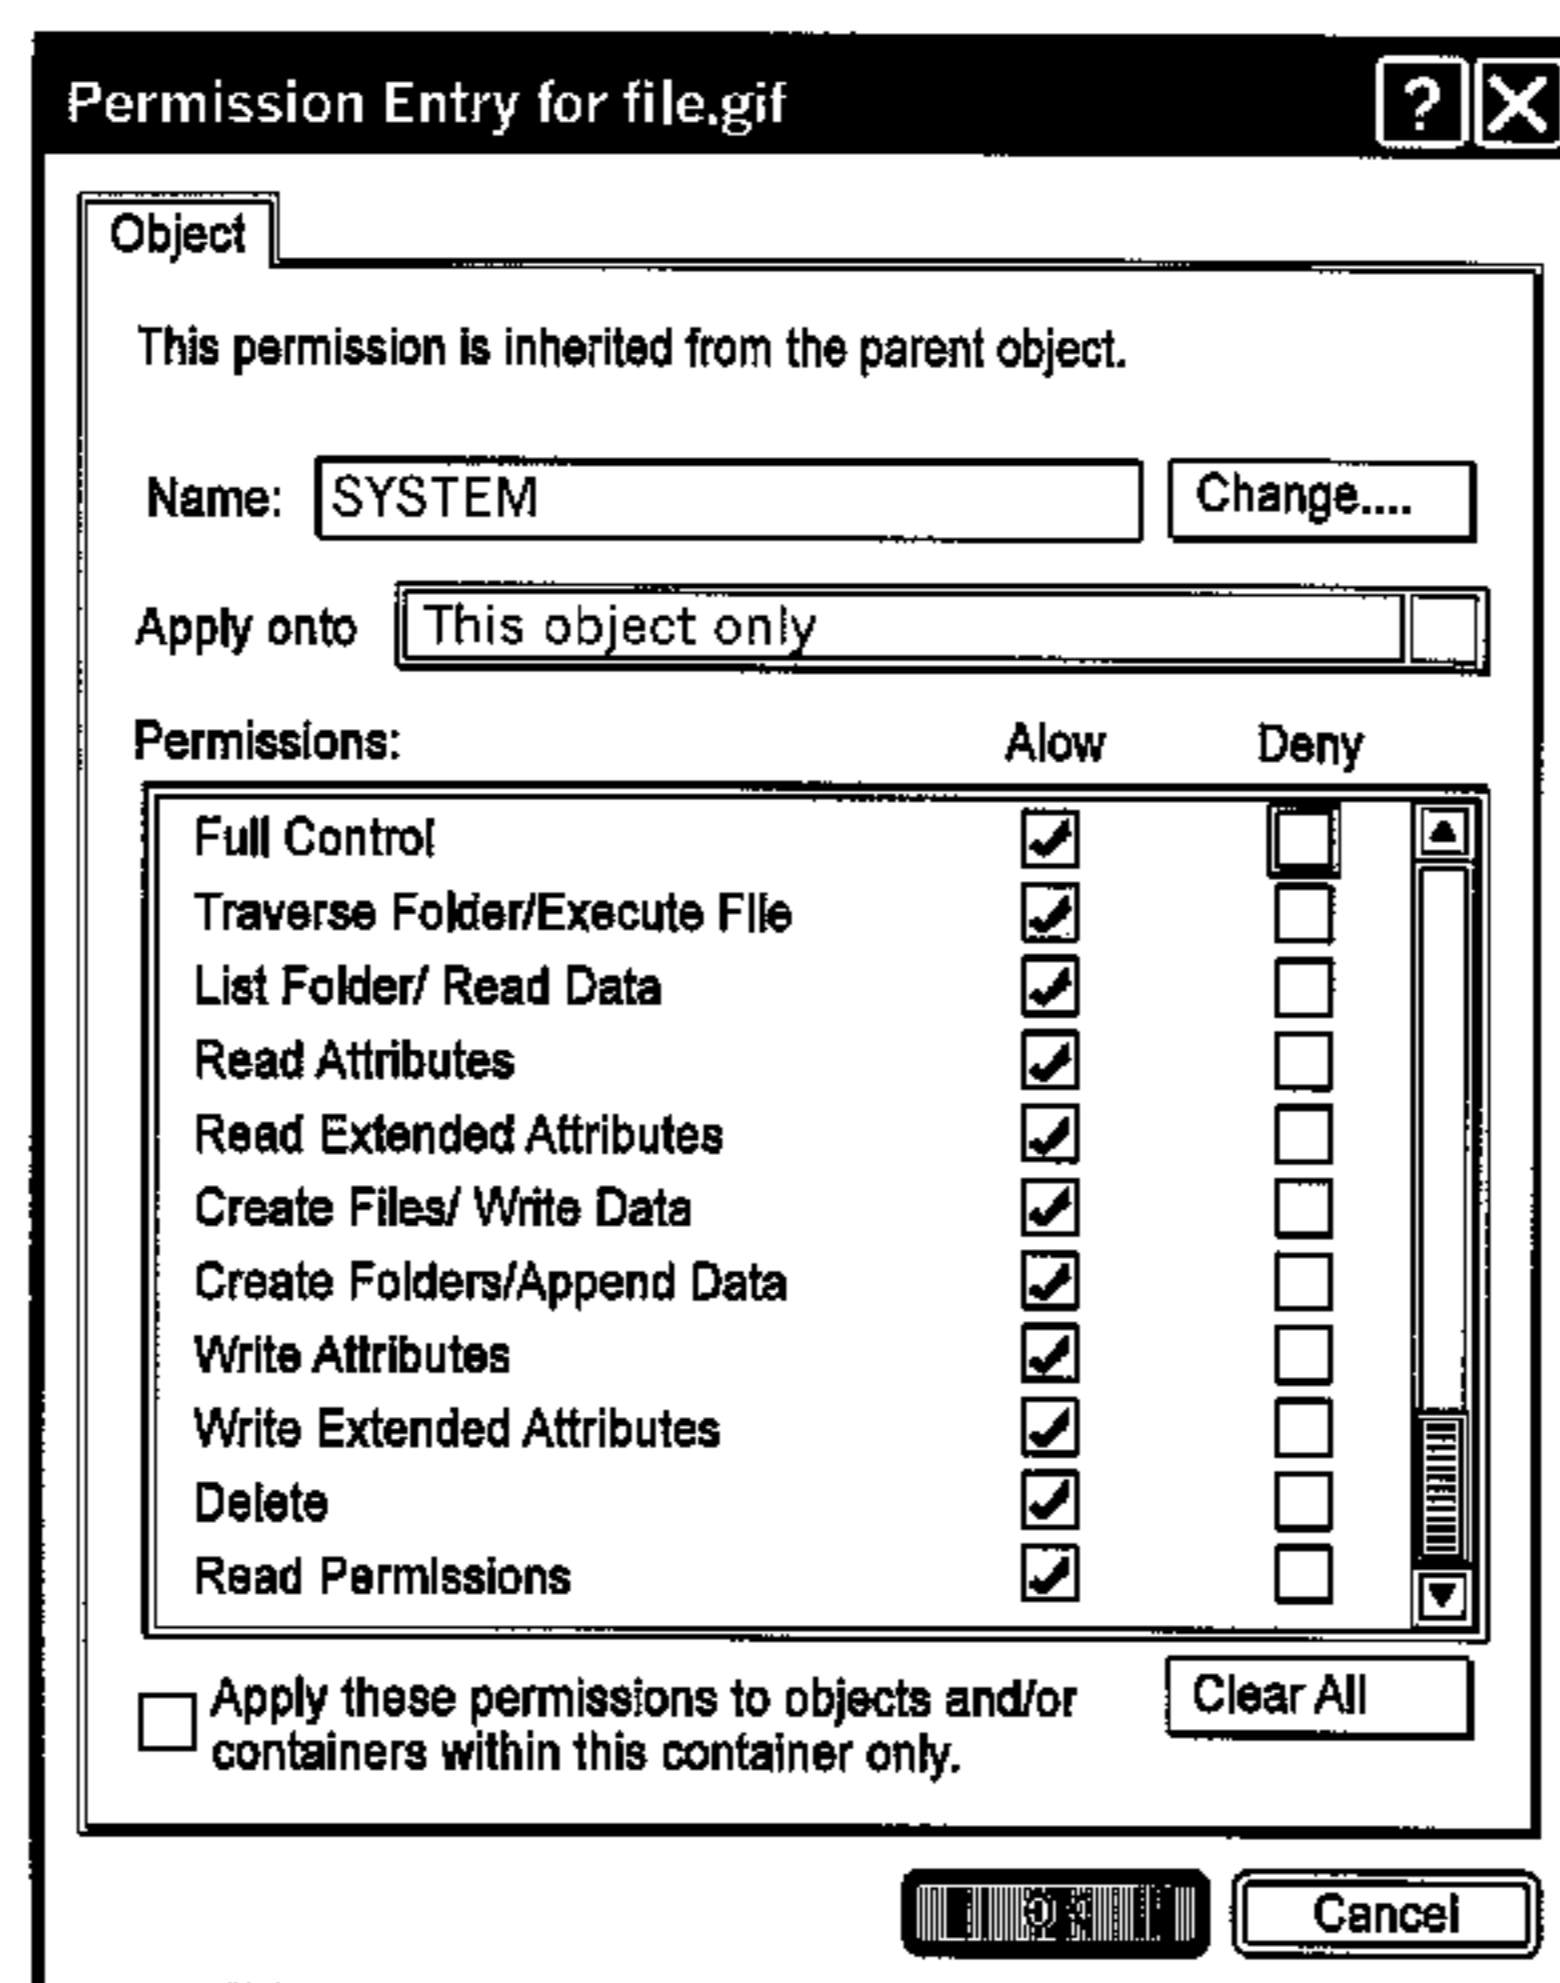 Permission Entry for file.gif
Object
This permission is inherited from the parent object.
Name: SYSTEM Change....
Apply onto This object only
Permissions: Alow Deny
Full Control
Traverse Folder/Execute File
List Folder/ Read Data
Read Attributes
Read Extended Attributes
Create Files/ Write Data
Create Folders/Append Data
Write Attributes
Write Extended Attributes
Delete
Read Permissions
Apply these permissions to objects and/or
containers within this container only.
Clear All
OK Cancel